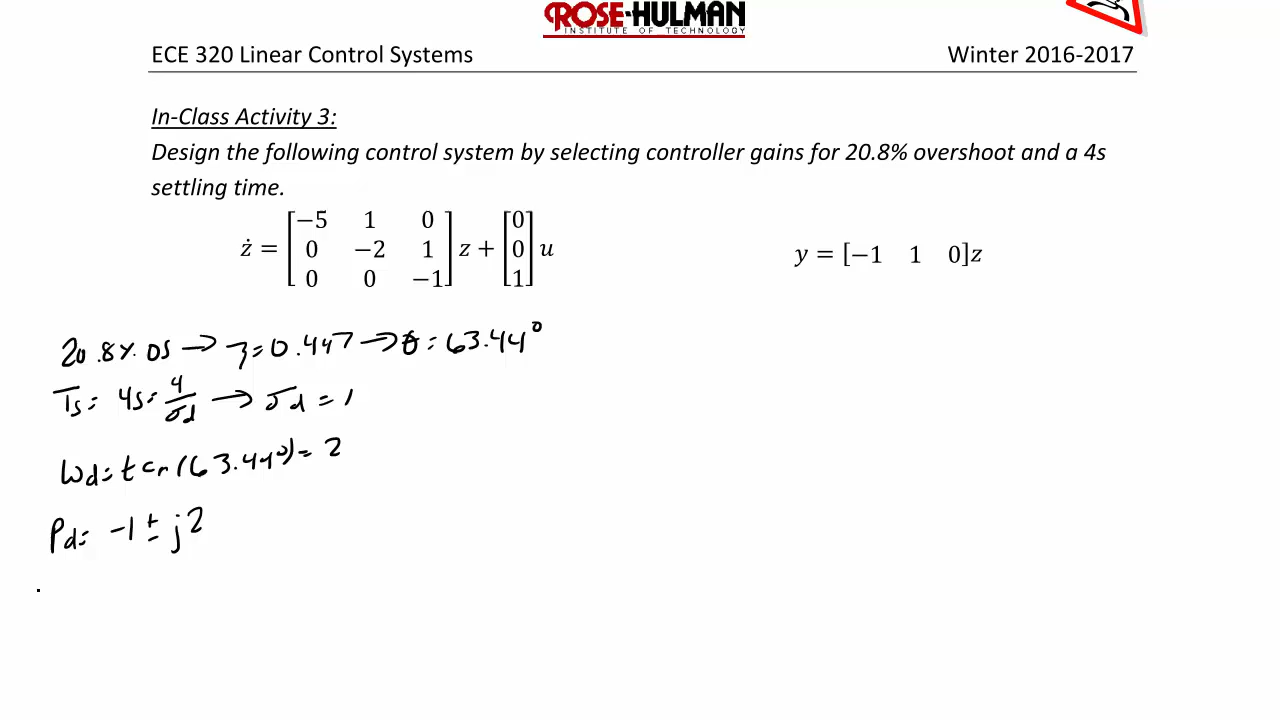 ROSE-HULMAN
INSTITUTE OF TECHNOLOGY
ECE 320 Linear Control Systems Winter 2016-2017
In-Class Activity 3:
Design the following control system by selecting controller gains for 20.8% overshoot and a 4s
settling time.
ż = [−5 1 0; 0 −2 1; 0 0 −1] z + [0; 0; 1] u y = [−1 1 0]z
20.8% OS → ζ = 0.447 → θ = 63.44°
Ts = 4s = 4/σd → σd = 1
ωd = tan(63.44°) = 2
Pd = -1 ± j2